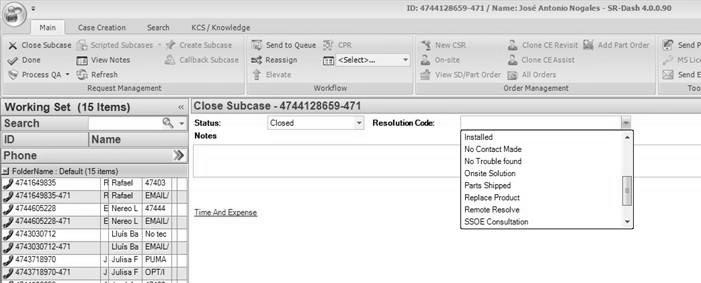 ID: 4744128659-471 / Name: José Antonio Nogales - SR-Dash 4.0.0.90
Main Case Creation Search KCS / Knowledge
Close Subcase Scripted Subcases Create Subcase Send to Queue CPR New CSR Clone CE Revisit Add Part Order Send P
Done View Notes Callback Subcase Reassign <Select>... On-site Clone CE Assist MS Lice
Process QA Refresh Elevate View SD/Part Order All Orders Send E
Request Management Workflow Order Management Tool
Working Set (15 Items) «
Close Subcase - 4744128659-471
Search
Status: Closed Resolution Code:
ID Name
Notes
Phone
Installed
No Contact Made
No Trouble found
Onsite Solution
Parts Shipped
Replace Product
Remote Resolve
SSOE Consultation
Time And Expense
FolderName : Default (15 items)
4741649835 R Rafael 47403
4741649835-471 R Rafael EMAIL/
4744605228 E Nereo L 47444
4744605228-471 E Nereo L EMAIL/
4743030712 Lluís Ba No tec
4743030712-471 Lluís Ba EMAIL/
4743718970 J Julisa F PUMA
4743718970-471 J Julisa F OPT/I